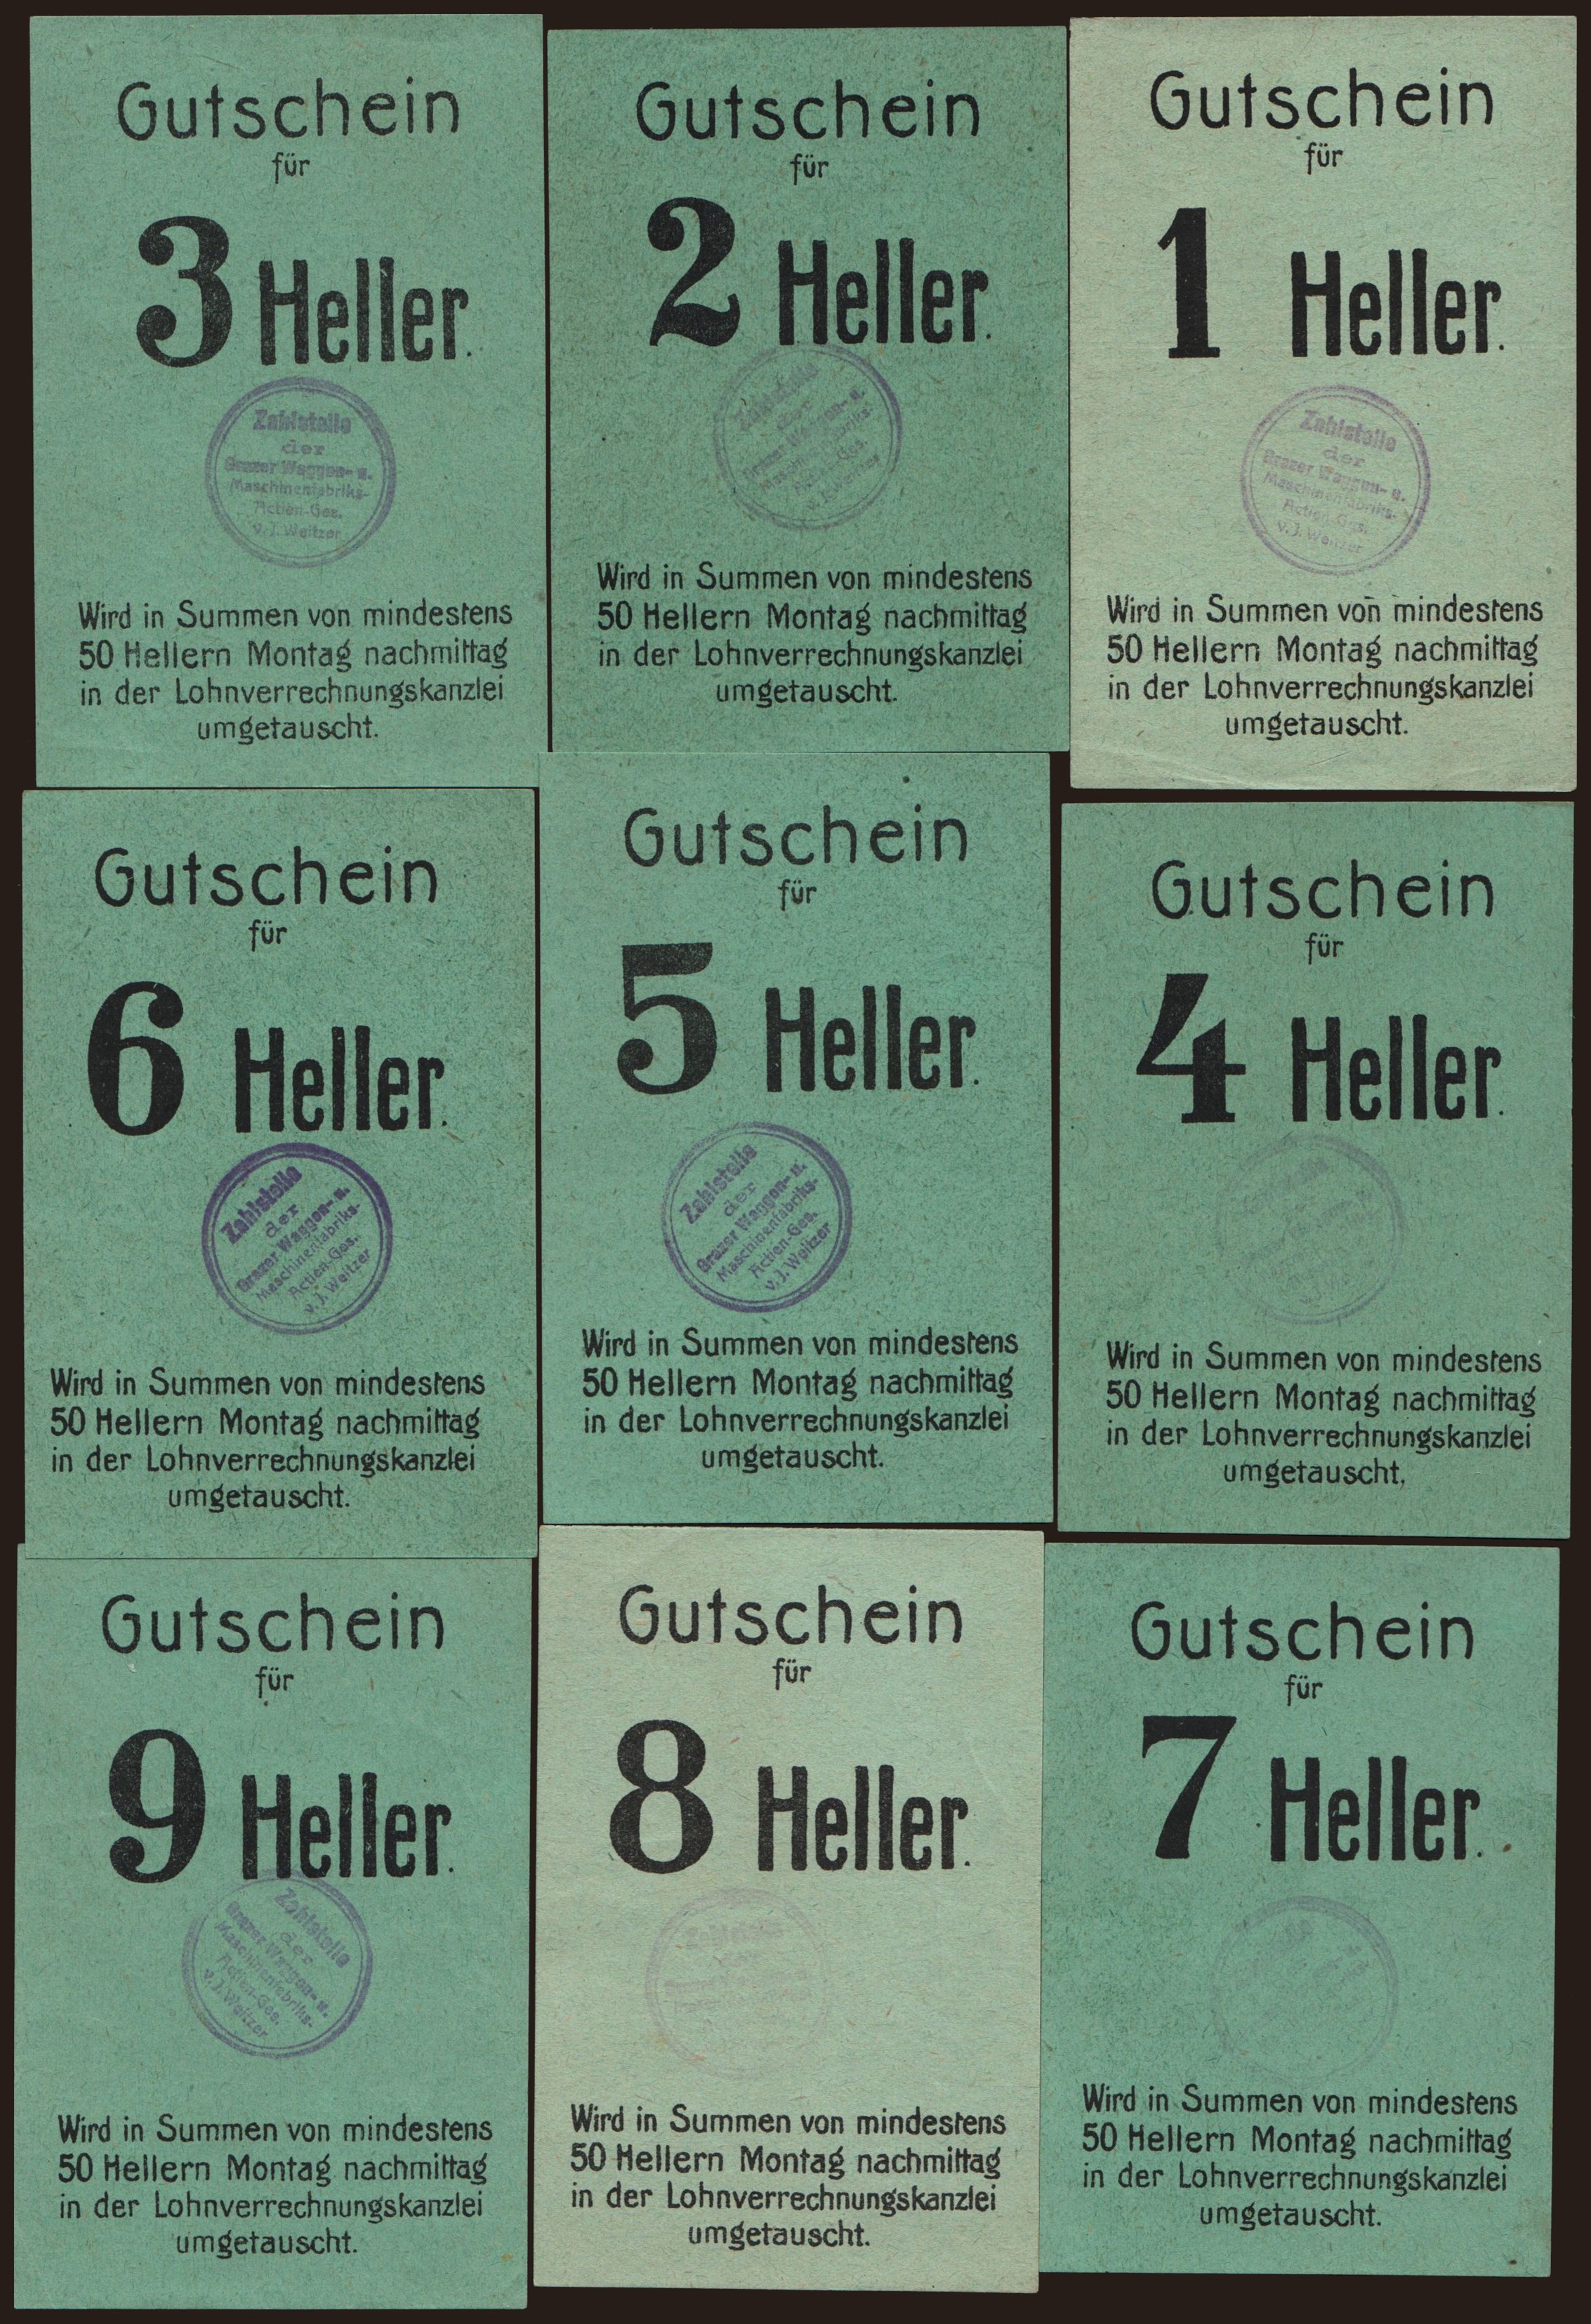 Gutschein
für
3 Heller.
Zahlstelle
der
Grazer Waggon- u.
Maschinenfabriks-
Actien-Ges.
v. J. Weitzer
Wird in Summen von mindestens
50 Hellern Montag nachmittag
in der Lohnverrechnungskanzlei
umgetauscht.
Gutschein
für
2 Heller.
Zahlstelle
der
Grazer Waggon- u.
Maschinenfabriks-
Actien-Ges.
v. J. Weitzer
Wird in Summen von mindestens
50 Hellern Montag nachmittag
in der Lohnverrechnungskanzlei
umgetauscht.
Gutschein
für
1 Heller.
Zahlstelle
der
Grazer Waggon- u.
Maschinenfabriks-
Actien-Ges.
v. J. Weitzer
Wird in Summen von mindestens
50 Hellern Montag nachmittag
in der Lohnverrechnungskanzlei
umgetauscht.
Gutschein
für
6 Heller.
Zahlstelle
der
Grazer Waggon- u.
Maschinenfabriks-
Actien-Ges.
v. J. Weitzer
Wird in Summen von mindestens
50 Hellern Montag nachmittag
in der Lohnverrechnungskanzlei
umgetauscht.
Gutschein
für
5 Heller.
Zahlstelle
der
Grazer Waggon- u.
Maschinenfabriks-
Actien-Ges.
v. J. Weitzer
Wird in Summen von mindestens
50 Hellern Montag nachmittag
in der Lohnverrechnungskanzlei
umgetauscht.
Gutschein
für
4 Heller.
Wird in Summen von mindestens
50 Hellern Montag nachmittag
in der Lohnverrechnungskanzlei
umgetauscht.
Gutschein
für
9 Heller.
Zahlstelle
der
Grazer Waggon- u.
Maschinenfabriks-
Actien-Ges.
v. J. Weitzer
Wird in Summen von mindestens
50 Hellern Montag nachmittag
in der Lohnverrechnungskanzlei
umgetauscht.
Gutschein
für
8 Heller.
Wird in Summen von mindestens
50 Hellern Montag nachmittag
in der Lohnverrechnungskanzlei
umgetauscht.
Gutschein
für
7 Heller.
Wird in Summen von mindestens
50 Hellern Montag nachmittag
in der Lohnverrechnungskanzlei
umgetauscht.